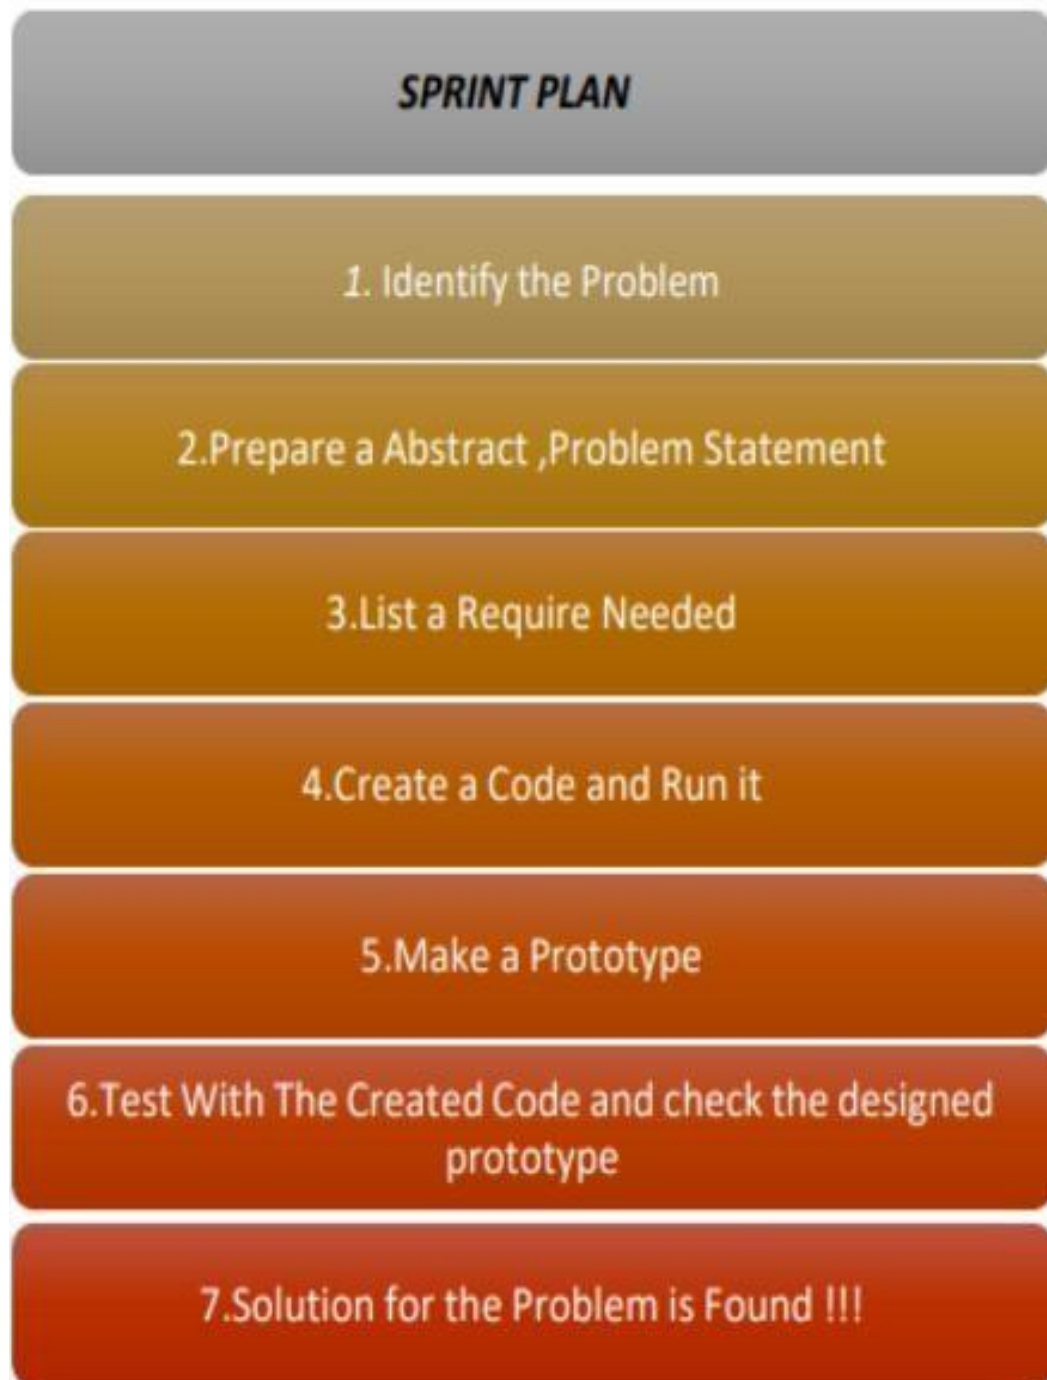 SPRINT PLAN
1. Identify the Problem
2.Prepare a Abstract ,Problem Statement
3.List a Require Needed
4.Create a Code and Run it
5.Make a Prototype
6.Test With The Created Code and check the designed
prototype
7.Solution for the Problem is Found !!!